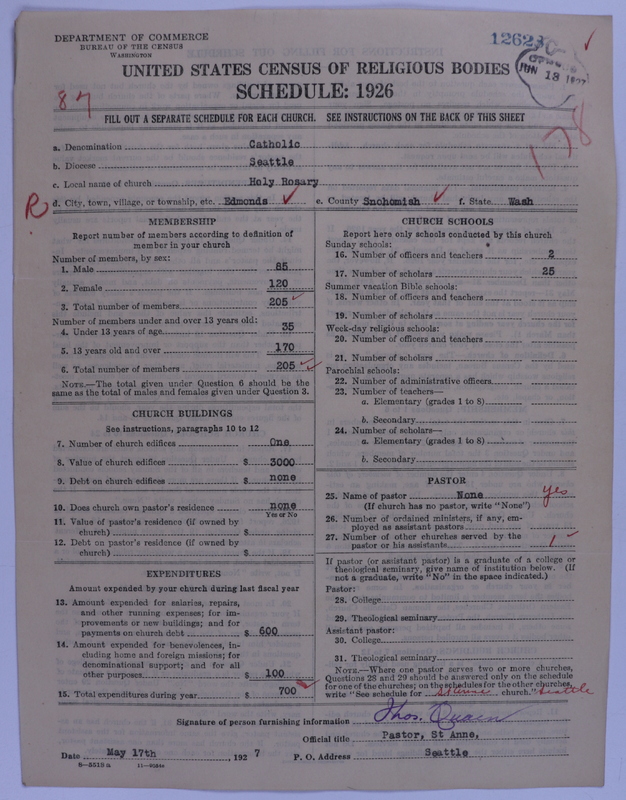 DEPARTMENT OF COMMERCE
BUREAU OF THE CENSUS
WASHINGTON
JUN 18 1927
UNITED STATES CENSUS OF RELIGIOUS BODIES
SCHEDULE: 1926
87
FILL OUT A SEPARATE SCHEDULE FOR EACH CHURCH. SEE INSTRUCTIONS ON THE BACK OF THIS SHEET
178
a. Denomination Catholic
b. Diocese Seattle
c. Local name of church Holy Rosary
R d. City, town, village, or township, etc. Edmonds e. County Snohomish f. State Wash
MEMBERSHIP
Report number of members according to definition of
member in your church
Number of members, by sex:
1. Male 85
2. Female 120
3. Total number of members 205
Number of members under and over 13 years old:
4. Under 13 years of age 35
5. 13 years old and over 170
6. Total number of members 205
NOTE.—The total given under Question 6 should be the
same as the total of males and females given under Question 3.
CHURCH BUILDINGS
See instructions, paragraphs 10 to 12
7. Number of church edifices One
8. Value of church edifices $ 3000
9. Debt on church edifices $ none
10. Does church own pastor's residence none
Yes or No
11. Value of pastor's residence (if owned by
church) $
12. Debt on pastor's residence (if owned by
church) $
EXPENDITURES
Amount expended by your church during last fiscal year
13. Amount expended for salaries, repairs,
and other running expenses; for im-
provements or new buildings; and for
payments on church debt $ 600
14. Amount expended for benevolences, in-
cluding home and foreign missions; for
denominational support; and for all
other purposes $ 100
15. Total expenditures during year $ 700
CHURCH SCHOOLS
Report here only schools conducted by this church
Sunday schools:
16. Number of officers and teachers 2
17. Number of scholars 25
Summer vacation Bible schools:
18. Number of officers and teachers
19. Number of scholars
Week-day religious schools:
20. Number of officers and teachers
21. Number of scholars
Parochial schools:
22. Number of administrative officers
23. Number of teachers—
a. Elementary (grades 1 to 8)
b. Secondary
24. Number of scholars—
a. Elementary (grades 1 to 8)
b. Secondary
PASTOR
25. Name of pastor None yes
(If church has no pastor, write "None")
26. Number of ordained ministers, if any, em-
ployed as assistant pastors
27. Number of other churches served by the
pastor or his assistants 1
If pastor (or assistant pastor) is a graduate of a college or
theological seminary, give name of institution below. (If
not a graduate, write "No" in the space indicated.)
Pastor:
28. College
29. Theological seminary
Assistant pastor:
30. College
31. Theological seminary
NOTE.—Where one pastor serves two or more churches,
Questions 28 and 29 should be answered only on the schedule
for one of the churches; on the schedules for the other churches,
write "See schedule for St Anne church." Seattle
Signature of person furnishing information Thos. Quain
Official title Pastor, St Anne,
Date May 17th, 1927 P. O. Address Seattle